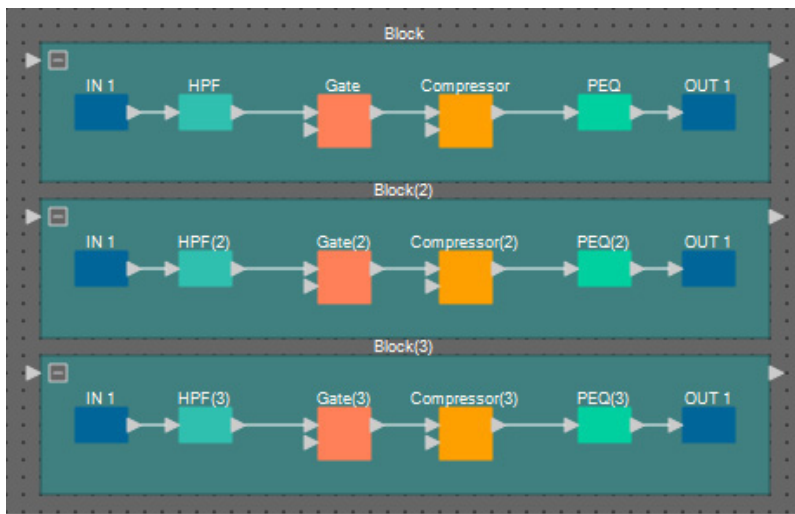 Block
IN 1 HPF Gate Compressor PEQ OUT 1
Block(2)
IN 1 HPF(2) Gate(2) Compressor(2) PEQ(2) OUT 1
Block(3)
IN 1 HPF(3) Gate(3) Compressor(3) PEQ(3) OUT 1